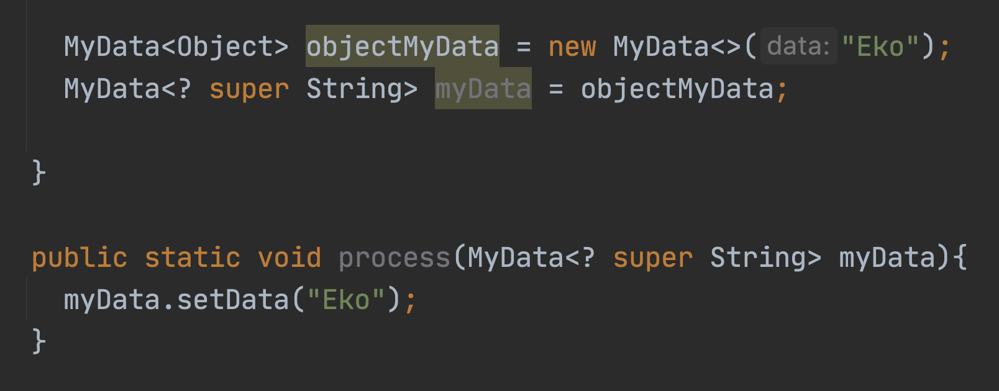 MyData<Object> objectMyData = new MyData<>( data: "Eko");
MyData<? super String> myData = objectMyData;
}
public static void process(MyData<? super String> myData){
myData.setData("Eko");
}